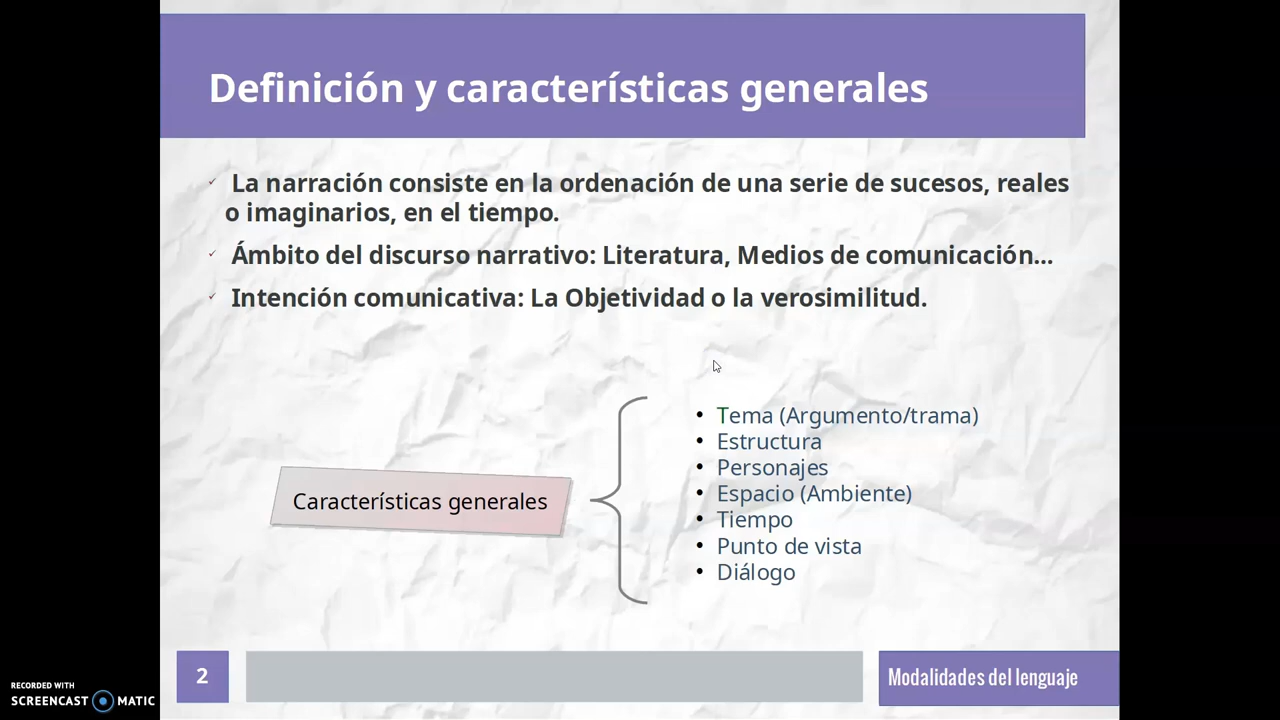 Definición y características generales
La narración consiste en la ordenación de una serie de sucesos, reales
o imaginarios, en el tiempo.
Ámbito del discurso narrativo: Literatura, Medios de comunicación...
Intención comunicativa: La Objetividad o la verosimilitud.
Características generales
• Tema (Argumento/trama)
• Estructura
• Personajes
• Espacio (Ambiente)
• Tiempo
• Punto de vista
• Diálogo
2
Modalidades del lenguaje
RECORDED WITH
SCREENCAST MATIC